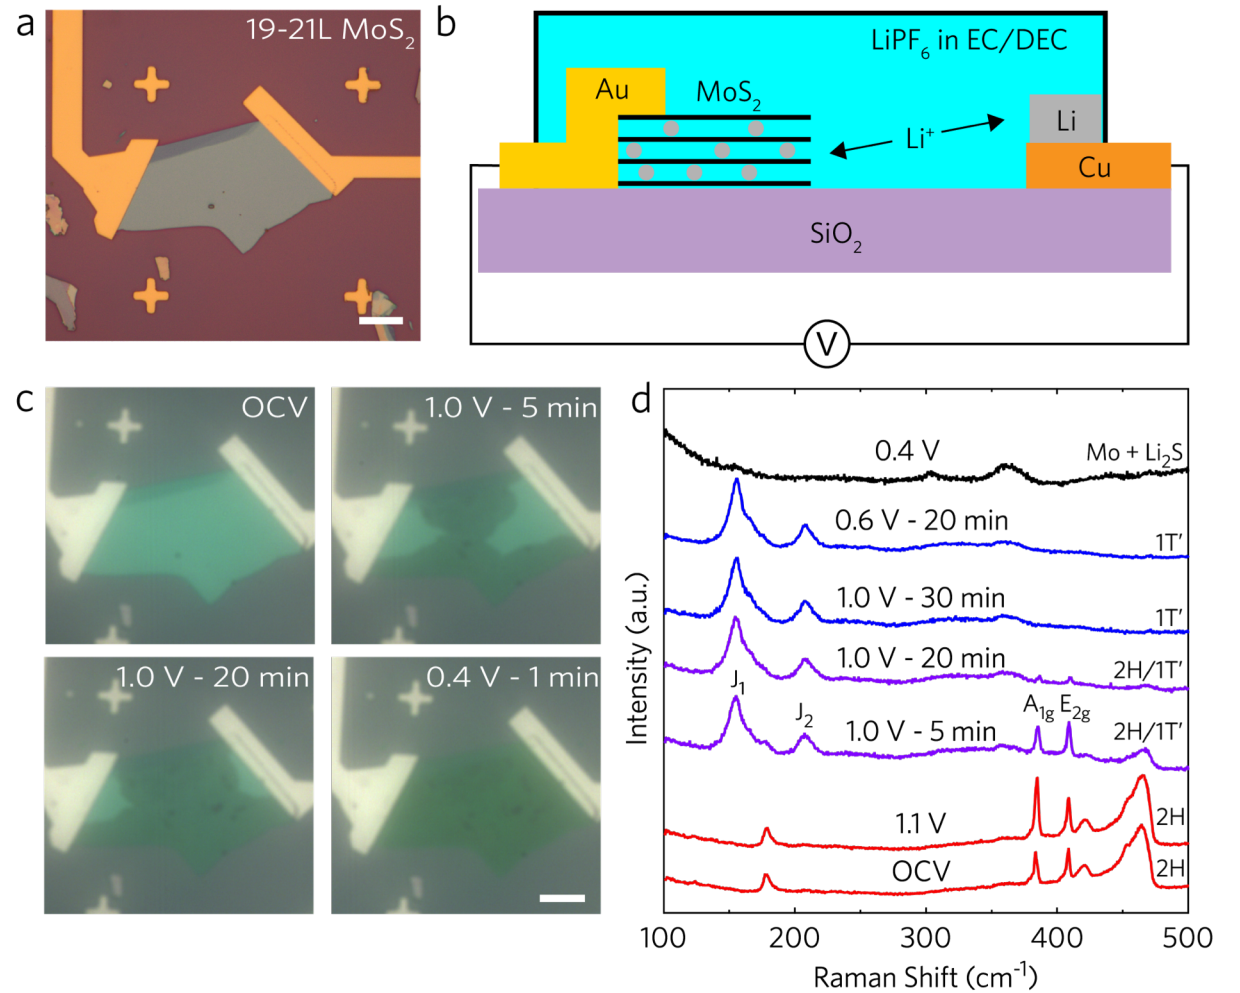 a
19-21L MoS2
b
LiPF6 in EC/DEC
Au
MoS2
Li+
Li
Cu
SiO2
V
c
OCV
1.0 V - 5 min
1.0 V - 20 min
0.4 V - 1 min
d
0.4 V
Mo + Li2S
0.6 V - 20 min
1T′
1.0 V - 30 min
1T′
1.0 V - 20 min
2H/1T′
J1
J2
A1g E2g
1.0 V - 5 min
2H/1T′
1.1 V
2H
OCV
2H
Intensity (a.u.)
100 200 300 400 500
Raman Shift (cm-1)